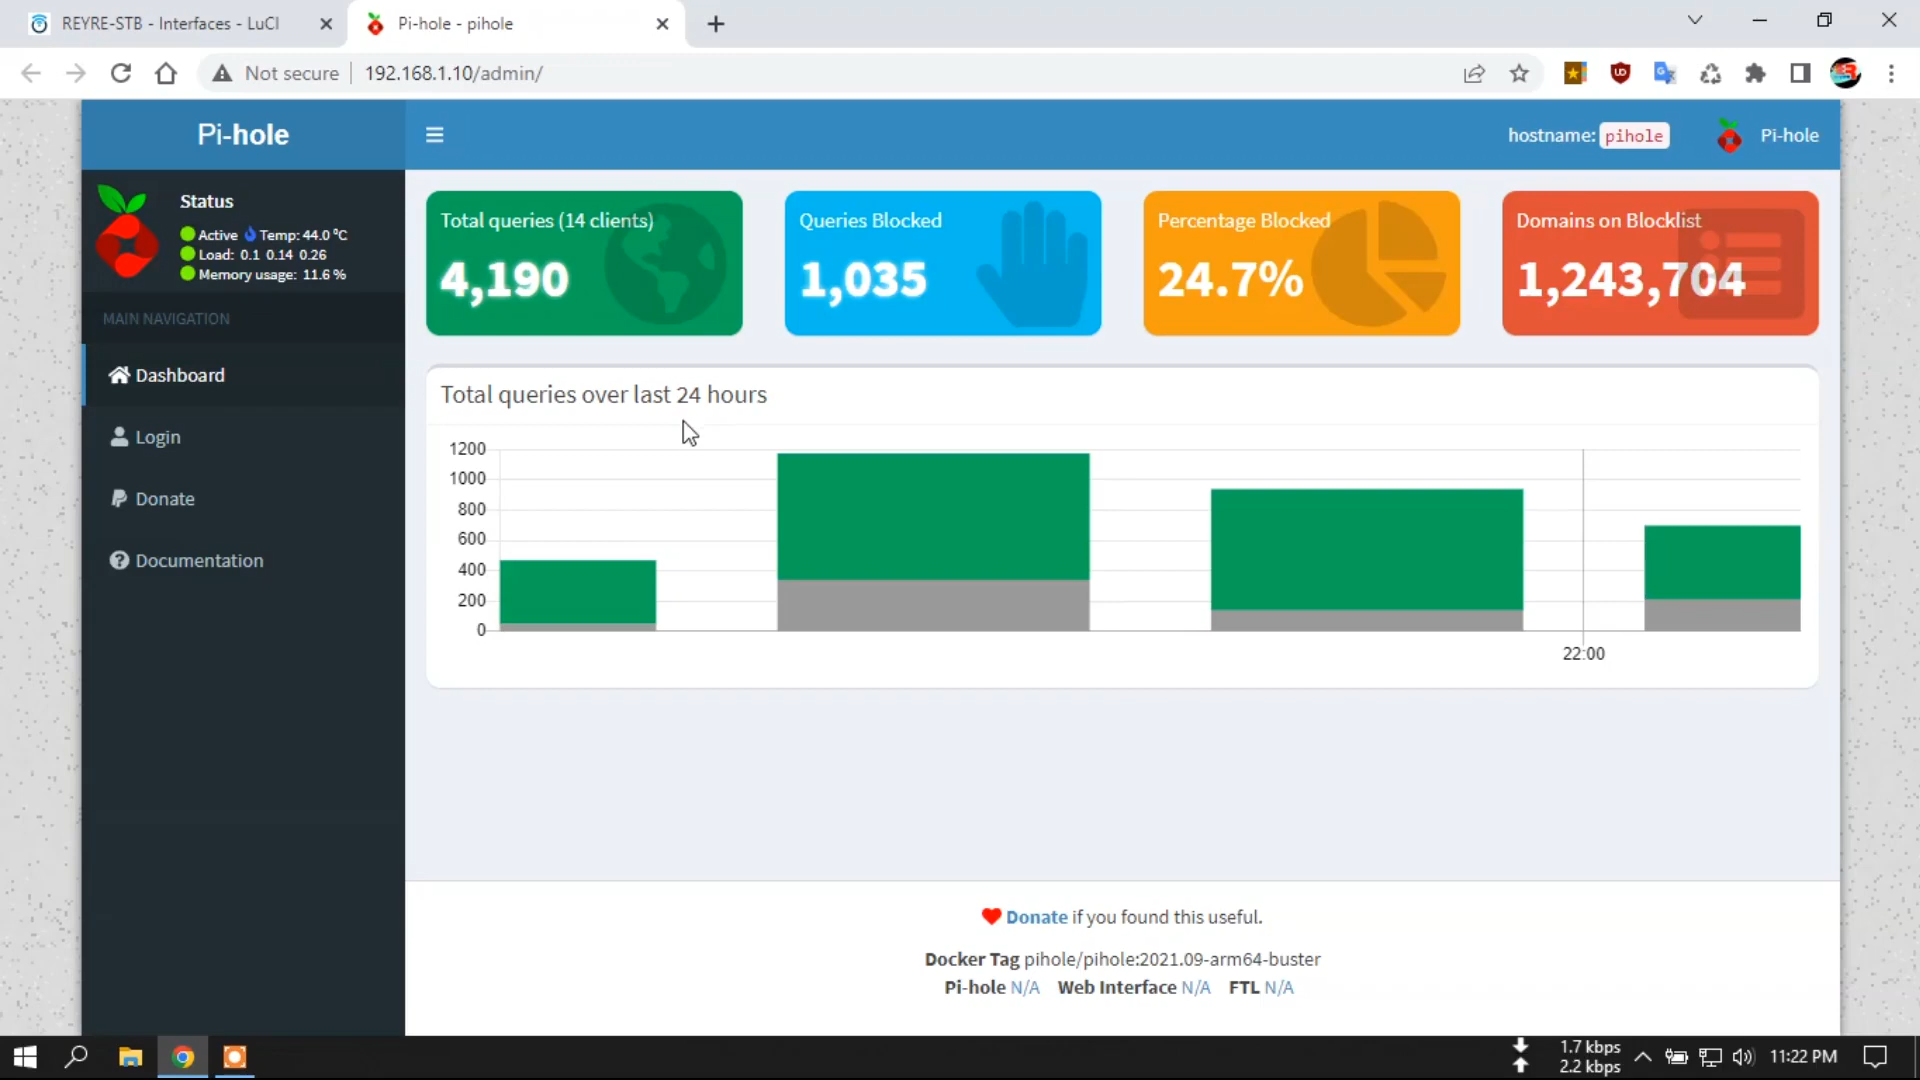 REYRE-STB - Interfaces - LuCI
Pi-hole - pihole
Not secure
192.168.1.10/admin/
Pi-hole
hostname: pihole
Pi-hole
Status
Active Temp: 44.0 °C
Load: 0.1 0.14 0.26
Memory usage: 11.6 %
MAIN NAVIGATION
Dashboard
Login
Donate
Documentation
Total queries (14 clients)
4,190
Queries Blocked
1,035
Percentage Blocked
24.7%
Domains on Blocklist
1,243,704
Total queries over last 24 hours
1200
1000
800
600
400
200
0
22:00
Donate if you found this useful.
Docker Tag pihole/pihole:2021.09-arm64-buster
Pi-hole N/A Web Interface N/A FTL N/A
1.7 kbps
2.2 kbps
11:22 PM